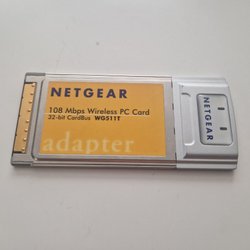 NETGEAR
108 Mbps Wireless PC Card
32-bit CardBus WG511T
adapter
NETGEAR